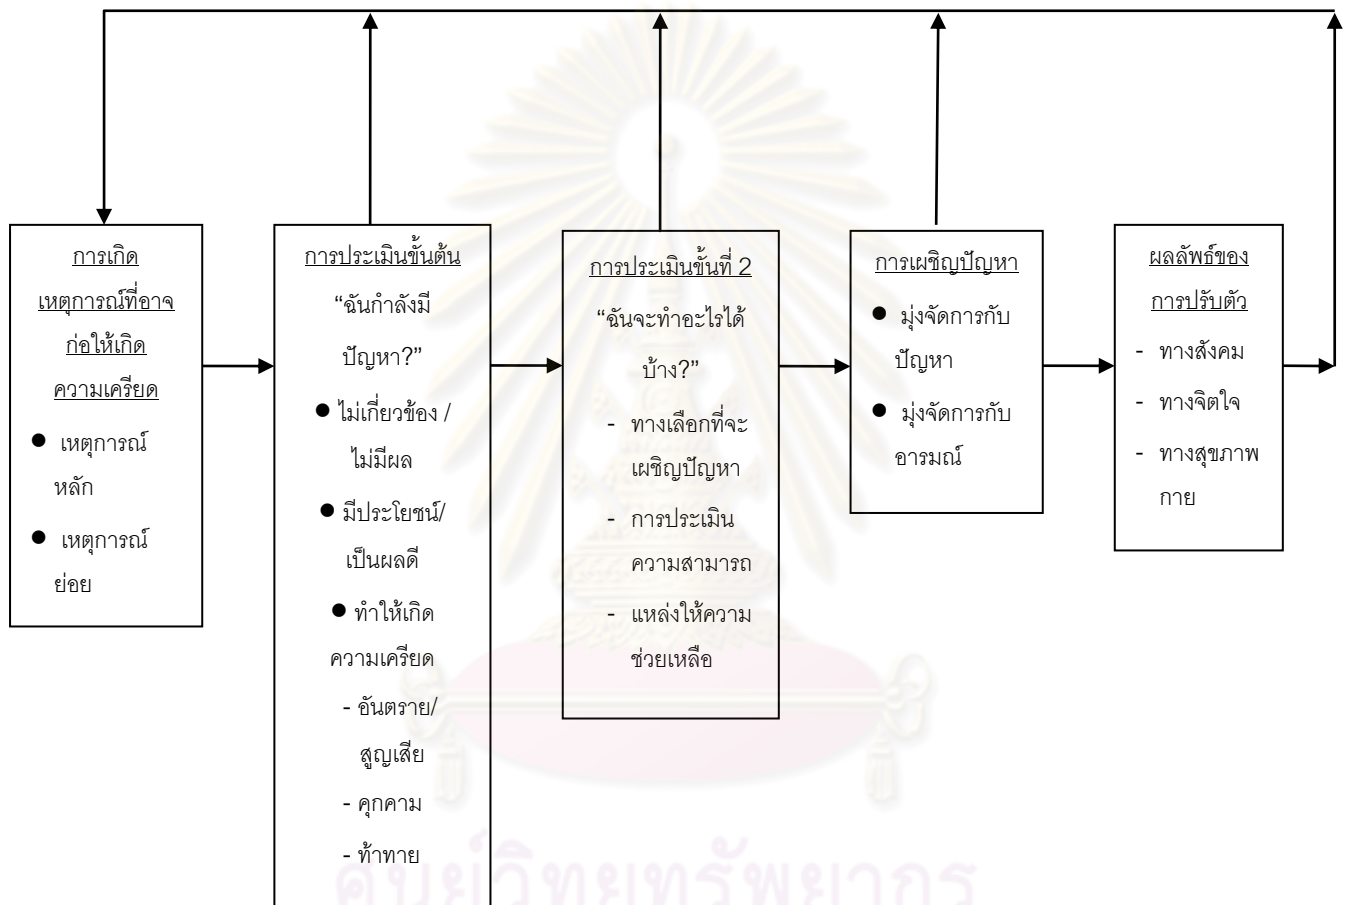 การเกิด
เหตุการณ์ที่อาจ
ก่อให้เกิด
ความเครียด
● เหตุการณ์
หลัก
● เหตุการณ์
ย่อย
การประเมินขั้นต้น
“ฉันกำลังมี
ปัญหา?”
● ไม่เกี่ยวข้อง /
ไม่มีผล
● มีประโยชน์/
เป็นผลดี
● ทำให้เกิด
ความเครียด
- อันตราย/
สูญเสีย
- คุกคาม
- ท้าทาย
การประเมินขั้นที่ 2
“ฉันจะทำอะไรได้
บ้าง?”
- ทางเลือกที่จะ
เผชิญปัญหา
- การประเมิน
ความสามารถ
- แหล่งให้ความ
ช่วยเหลือ
การเผชิญปัญหา
● มุ่งจัดการกับ
ปัญหา
● มุ่งจัดการกับ
อารมณ์
ผลลัพธ์ของ
การปรับตัว
- ทางสังคม
- ทางจิตใจ
- ทางสุขภาพ
กาย
ศูนย์วิทยทรัพยากร